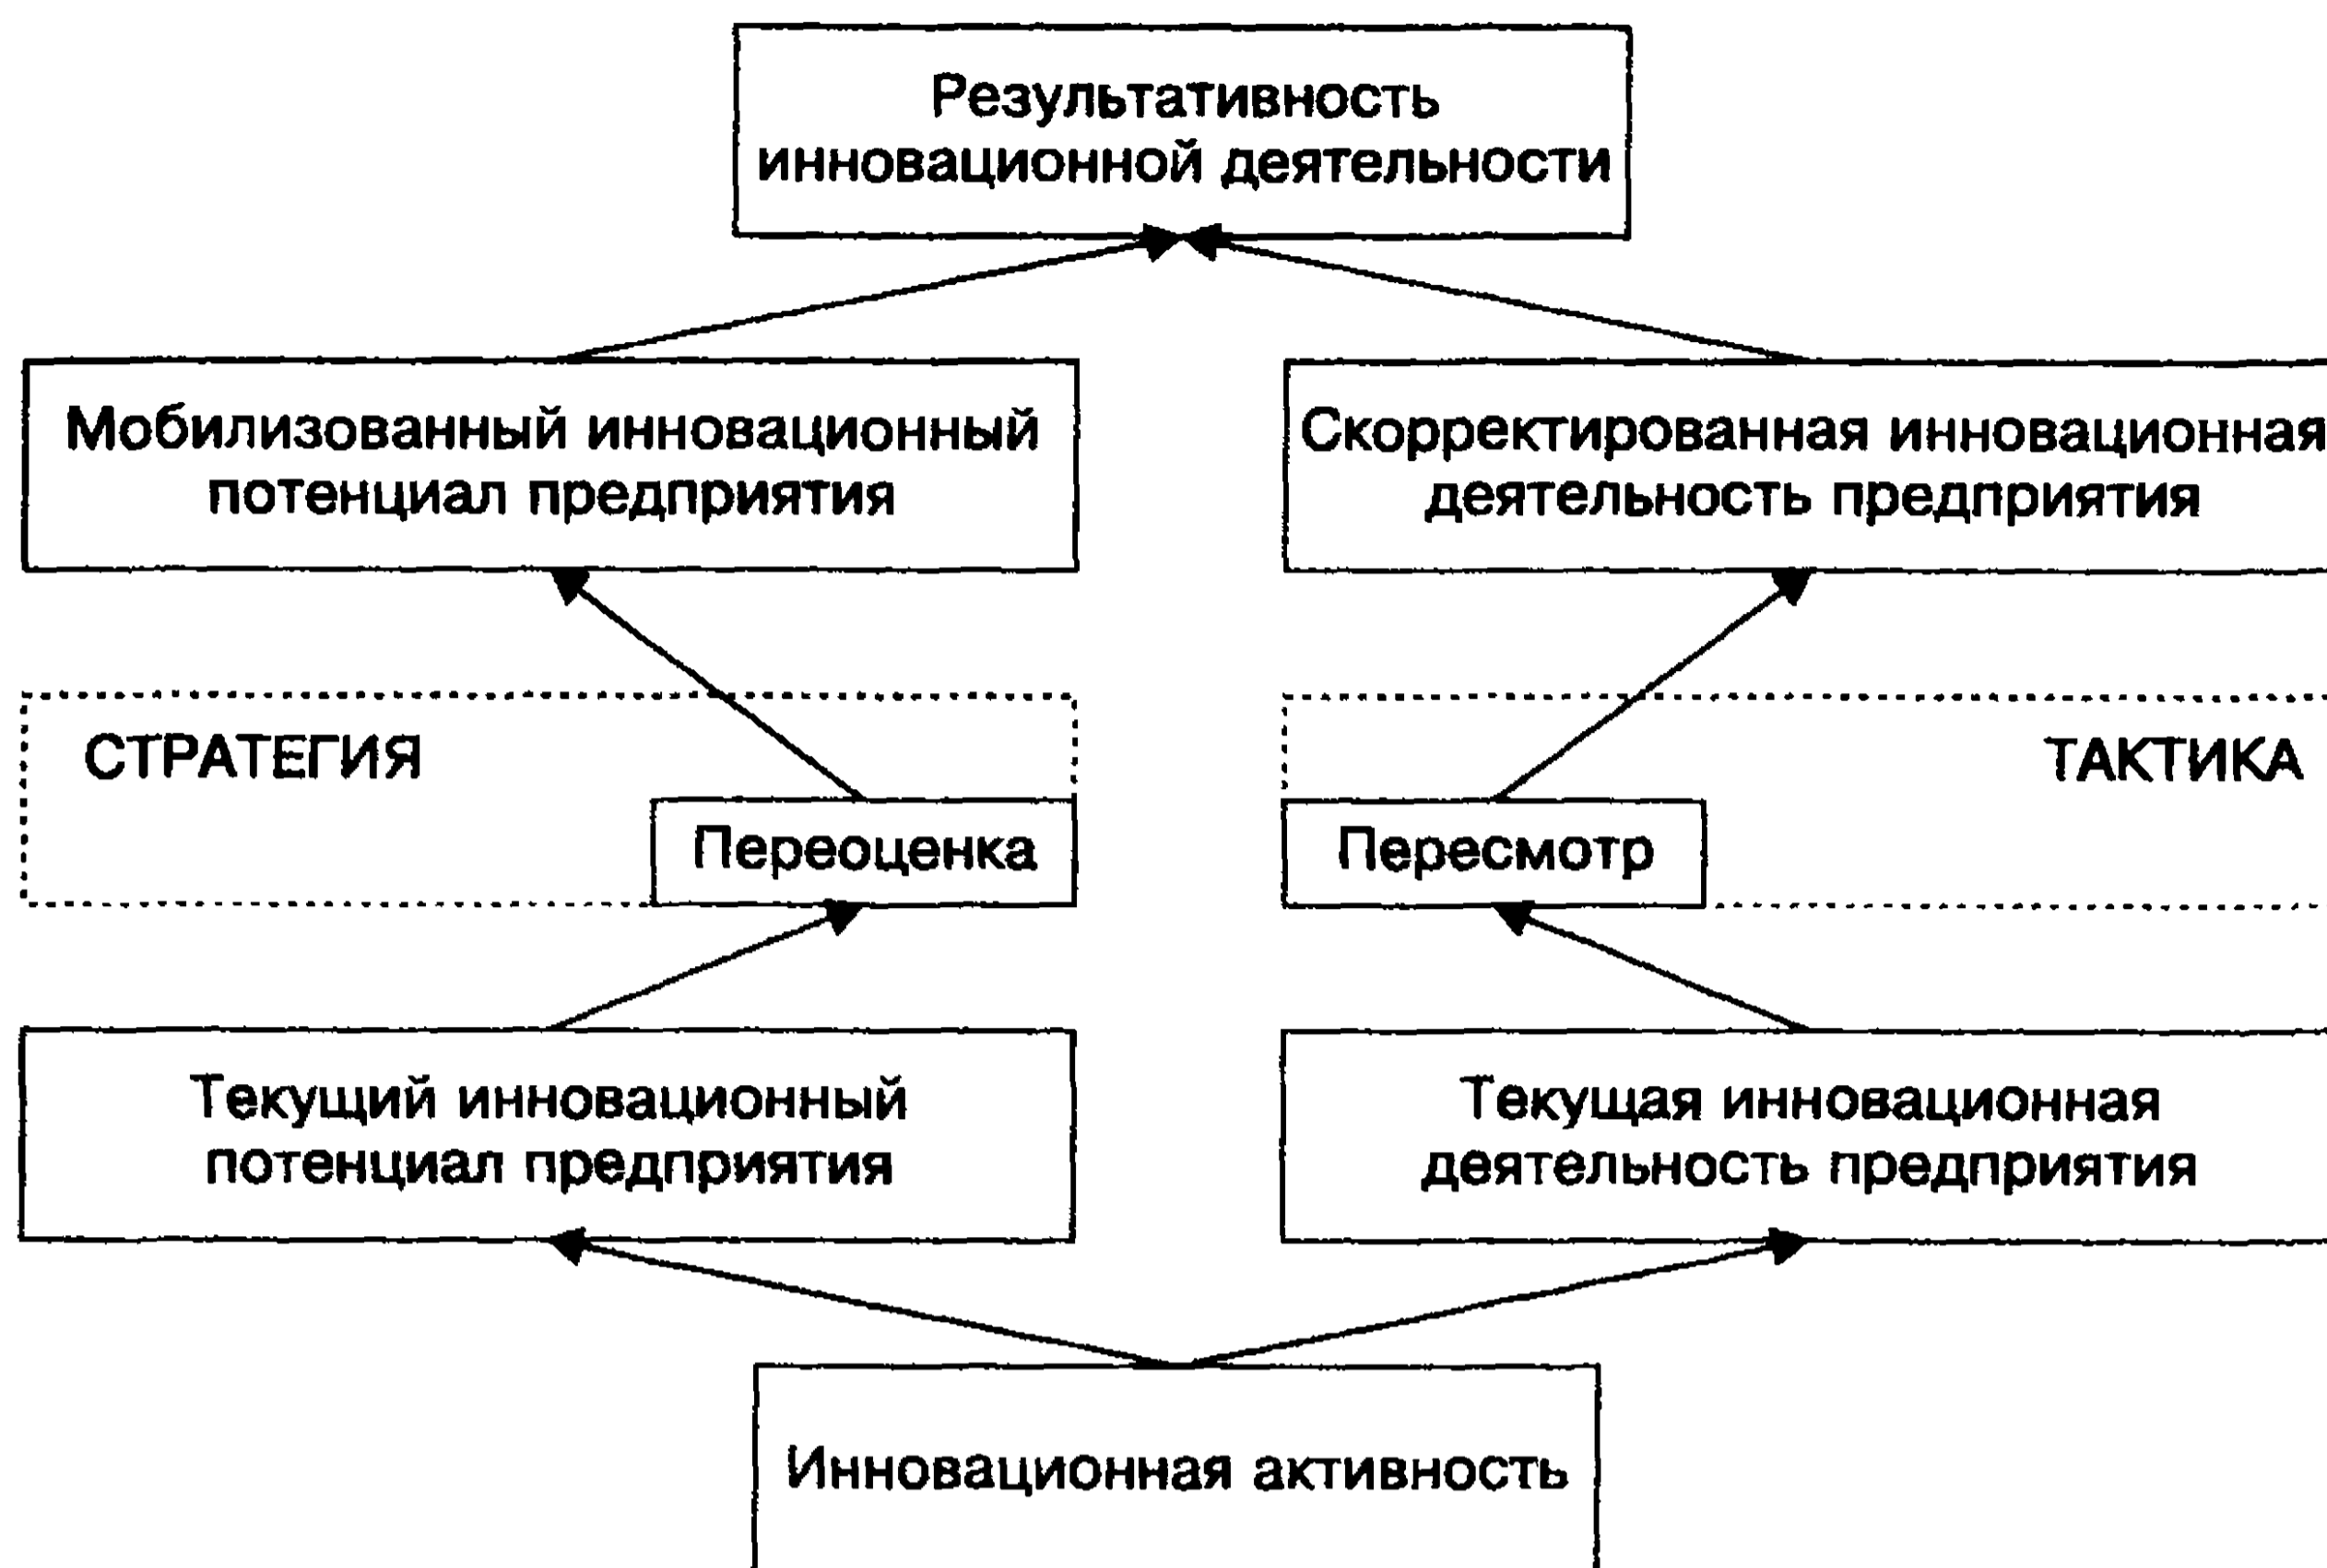 Результативность
инновационной деятельности
Мобилизованный инновационный
потенциал предприятия
Скорректированная инновационная
деятельность предприятия
СТРАТЕГИЯ
ТАКТИКА
Переоценка
Пересмотр
Текущий инновационный
потенциал предприятия
Текущая инновационная
деятельность предприятия
Инновационная активность